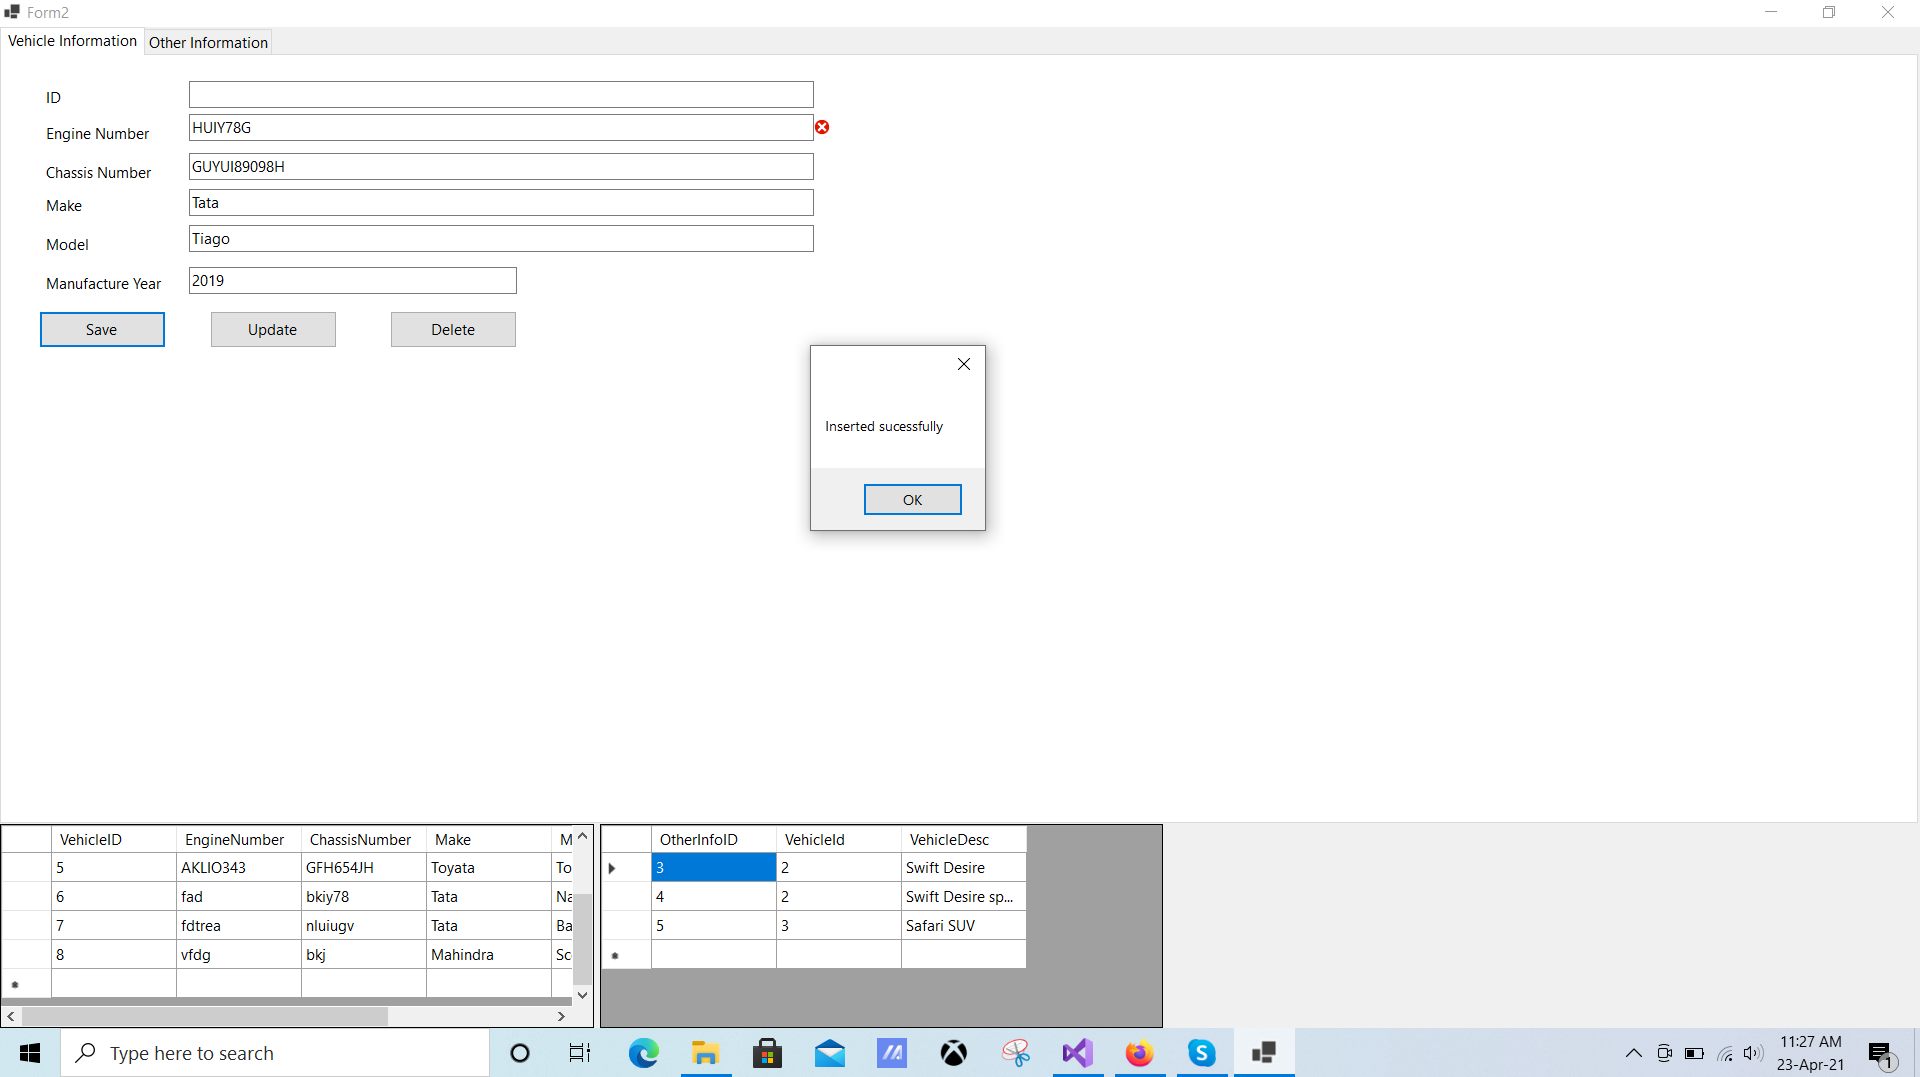 Form2
Vehicle Information Other Information
ID
Engine Number HUIY78G
Chassis Number GUYUI89098H
Make Tata
Model Tiago
Manufacture Year 2019
Save Update Delete
Inserted sucessfully
OK
VehicleID EngineNumber ChassisNumber Make M
5 AKLIO343 GFH654JH Toyata To
6 fad bkiy78 Tata Na
7 fdtrea nluiugv Tata Ba
8 vfdg bkj Mahindra Sc
OtherInfoID VehicleId VehicleDesc
3 2 Swift Desire
4 2 Swift Desire sp...
5 3 Safari SUV
Type here to search
11:27 AM
23-Apr-21
1